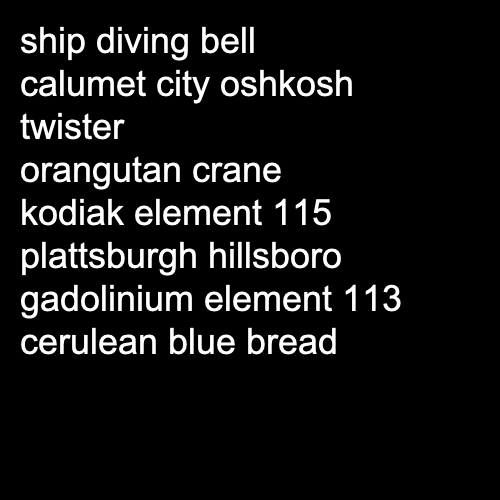 ship diving bell
calumet city oshkosh
twister
orangutan crane
kodiak element 115
plattsburgh hillsboro
gadolinium element 113
cerulean blue bread